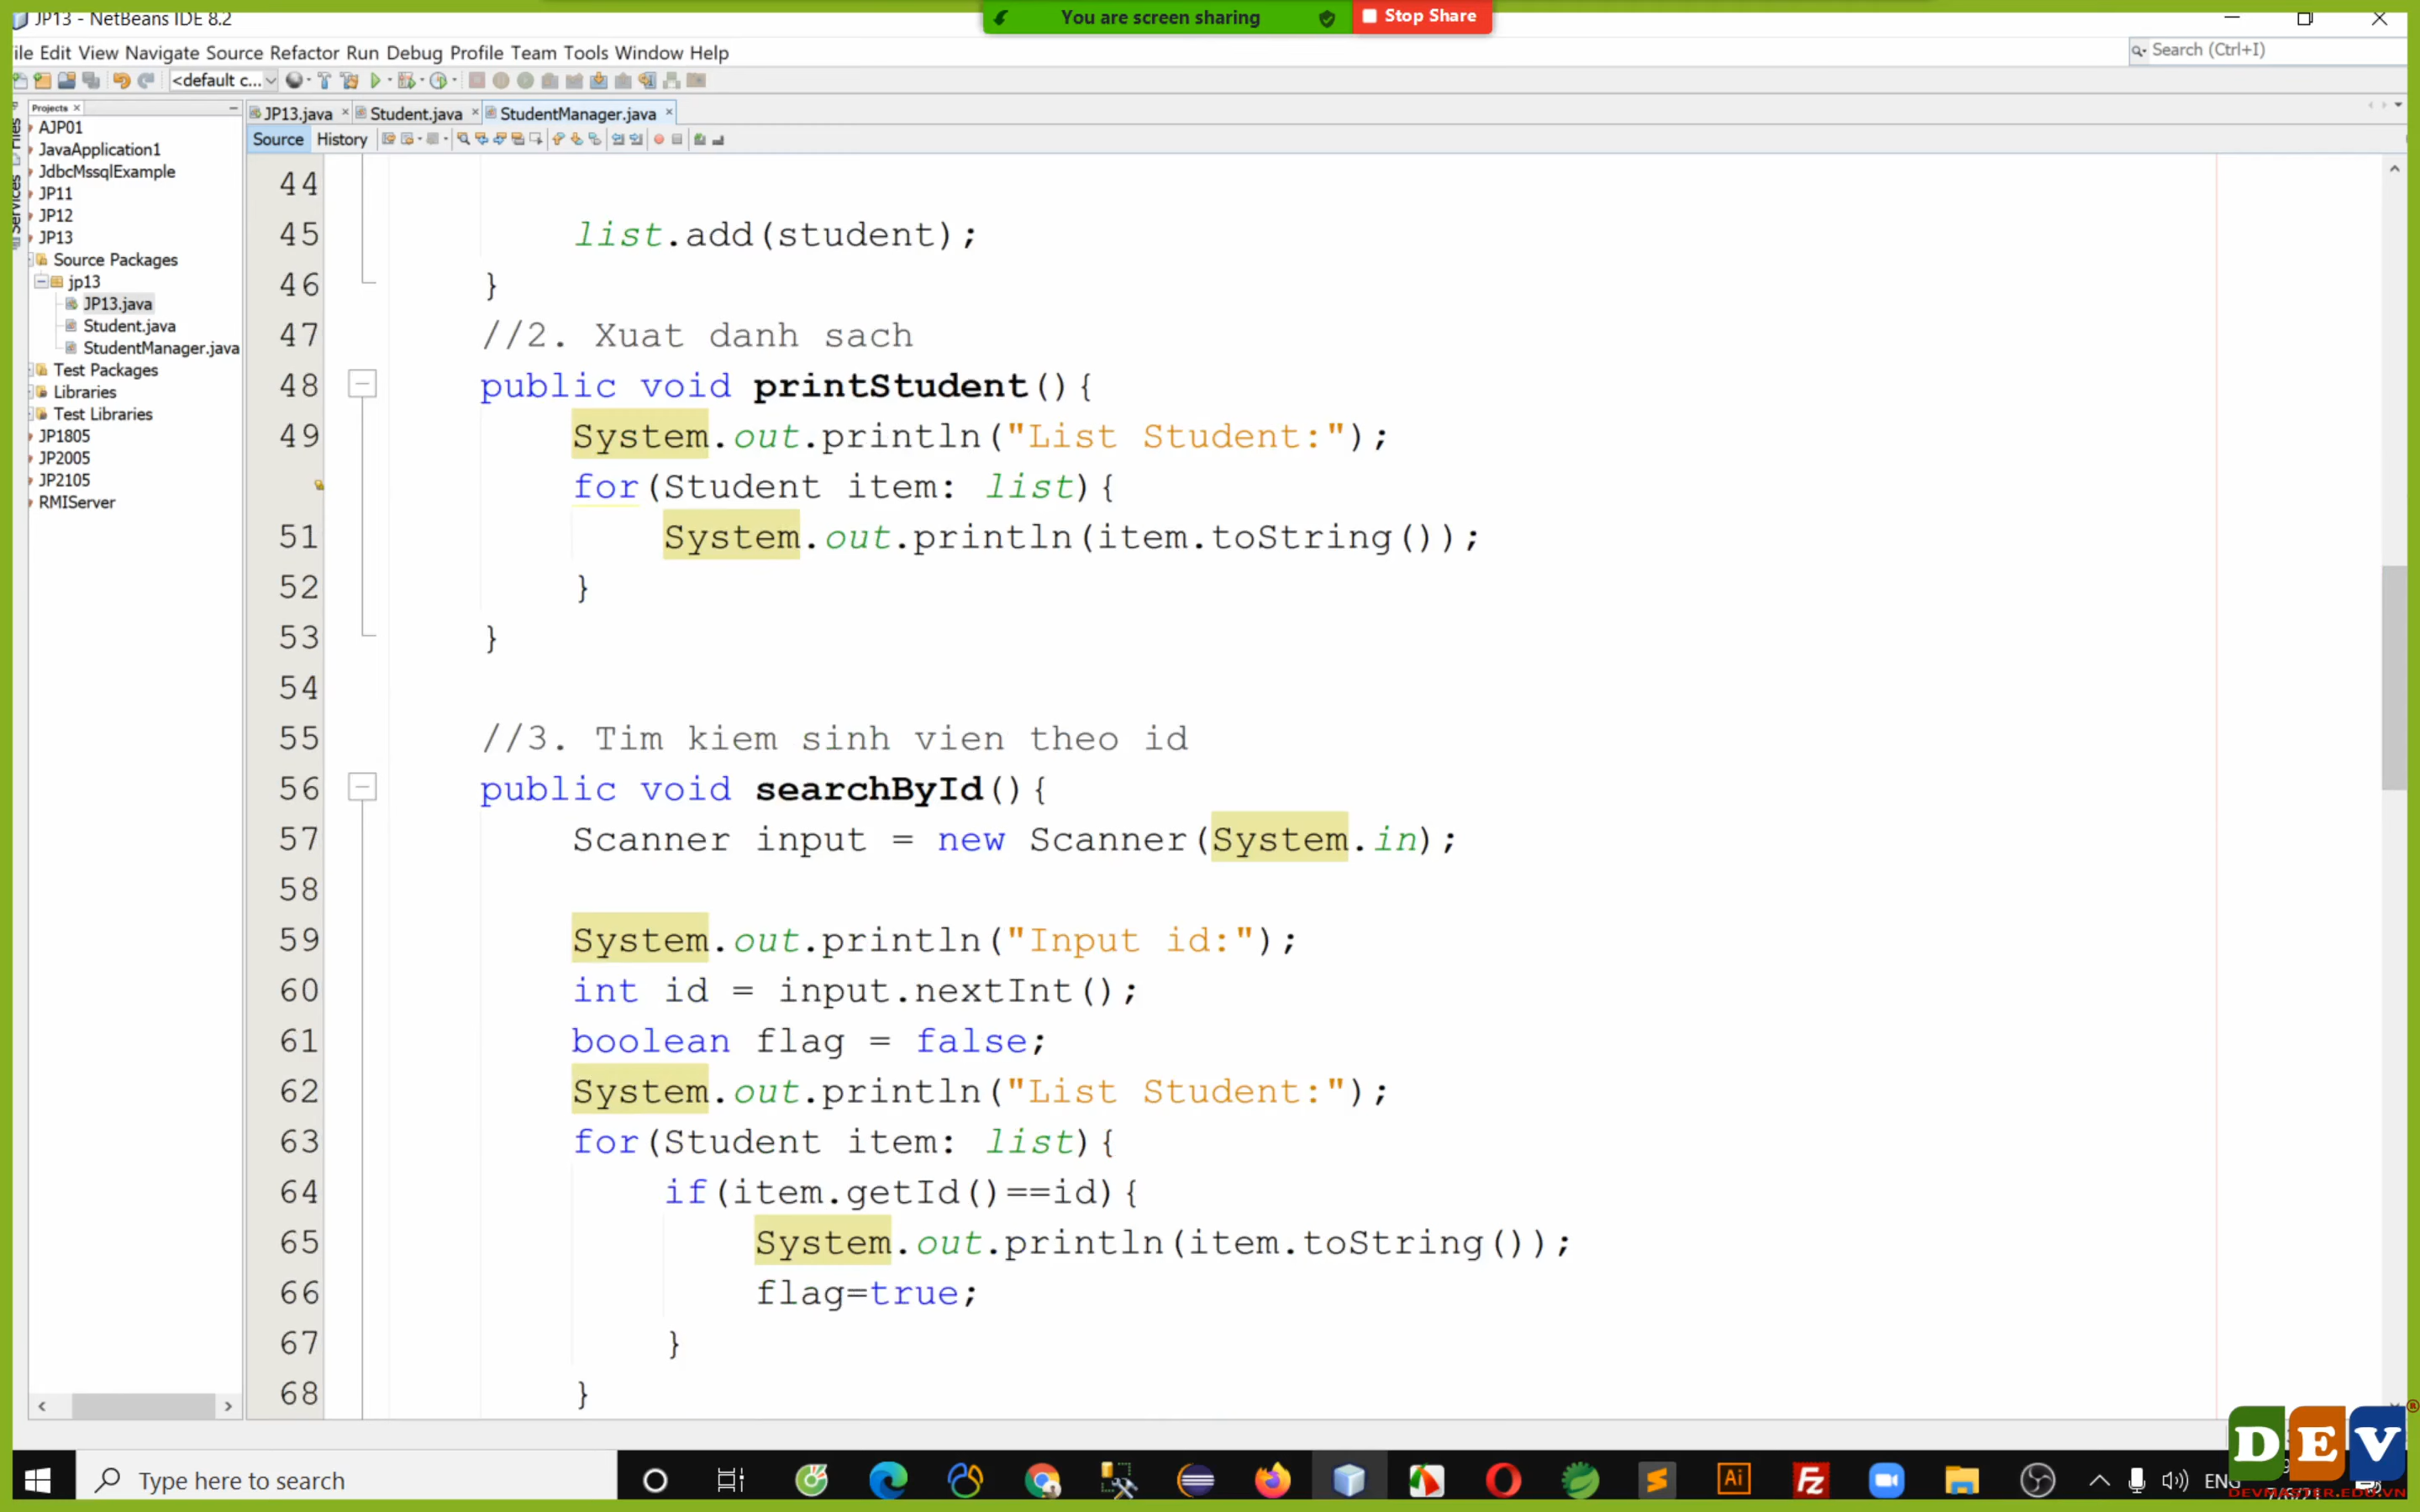 JP13 - NetBeans IDE 8.2
You are screen sharing
Stop Share
ile Edit View Navigate Source Refactor Run Debug Profile Team Tools Window Help
Search (Ctrl+I)
<default c...
Projects
JP13.java
Student.java
StudentManager.java
Files
Services
Source
History
AJP01
JavaApplication1
JdbcMssqlExample
JP11
JP12
JP13
Source Packages
jp13
JP13.java
Student.java
StudentManager.java
Test Packages
Libraries
Test Libraries
JP1805
JP2005
JP2105
RMIServer
44
45 list.add(student);
46 }
47 //2. Xuat danh sach
48 public void printStudent(){
49 System.out.println("List Student:");
for(Student item: list){
51 System.out.println(item.toString());
52 }
53 }
54
55 //3. Tim kiem sinh vien theo id
56 public void searchById(){
57 Scanner input = new Scanner(System.in);
58
59 System.out.println("Input id:");
60 int id = input.nextInt();
61 boolean flag = false;
62 System.out.println("List Student:");
63 for(Student item: list){
64 if(item.getId()==id){
65 System.out.println(item.toString());
66 flag=true;
67 }
68 }
Type here to search
Ai
Fz
ENG
DEV
DEVMASTER.EDU.VN